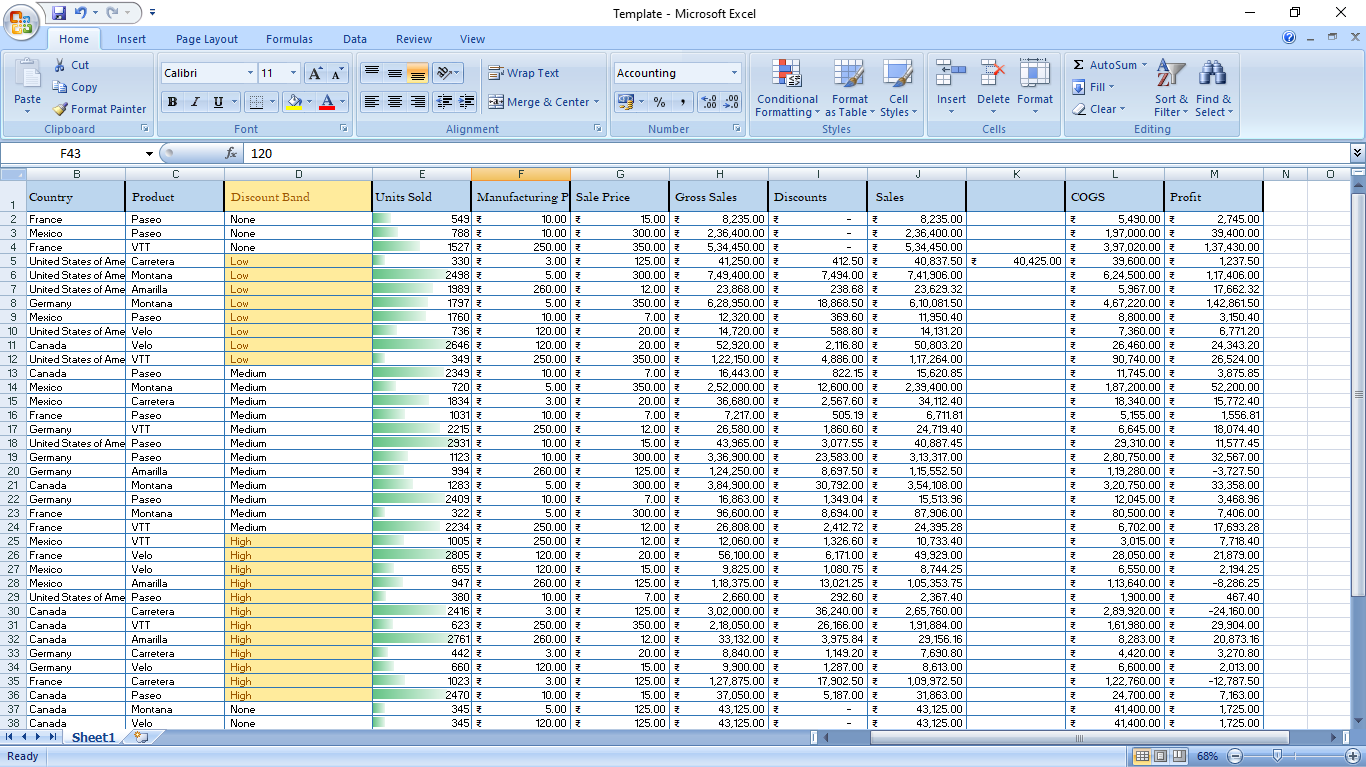 Template - Microsoft Excel
Home Insert Page Layout Formulas Data Review View
Cut
Copy
Format Painter
Paste
Clipboard
Calibri 11
B I U
Font
Wrap Text
Merge & Center
Alignment
Accounting
% , .00 .00
Number
Conditional Formatting
Format as Table
Cell Styles
Styles
Insert Delete Format
Cells
Σ AutoSum
Fill
Clear
Sort & Filter
Find & Select
Editing
F43 fx 120
B C D E F G H I J K L M N O
1 Country Product Discount Band Units Sold Manufacturing P Sale Price Gross Sales Discounts Sales COGS Profit
2 France Paseo None 549 ₹ 10.00 ₹ 15.00 ₹ 8,235.00 ₹ - ₹ 8,235.00 ₹ 5,490.00 ₹ 2,745.00
3 Mexico Paseo None 788 ₹ 10.00 ₹ 300.00 ₹ 2,36,400.00 ₹ - ₹ 2,36,400.00 ₹ 1,97,000.00 ₹ 39,400.00
4 France VTT None 1527 ₹ 250.00 ₹ 350.00 ₹ 5,34,450.00 ₹ - ₹ 5,34,450.00 ₹ 3,97,020.00 ₹ 1,37,430.00
5 United States of Ame Carretera Low 330 ₹ 3.00 ₹ 125.00 ₹ 41,250.00 ₹ 412.50 ₹ 40,837.50 ₹ 40,425.00 ₹ 39,600.00 ₹ 1,237.50
6 United States of Ame Montana Low 2498 ₹ 5.00 ₹ 300.00 ₹ 7,49,400.00 ₹ 7,494.00 ₹ 7,41,906.00 ₹ 6,24,500.00 ₹ 1,17,406.00
7 United States of Ame Amarilla Low 1989 ₹ 260.00 ₹ 12.00 ₹ 23,868.00 ₹ 238.68 ₹ 23,629.32 ₹ 5,967.00 ₹ 17,662.32
8 Germany Montana Low 1797 ₹ 5.00 ₹ 350.00 ₹ 6,28,950.00 ₹ 18,868.50 ₹ 6,10,081.50 ₹ 4,67,220.00 ₹ 1,42,861.50
9 Mexico Paseo Low 1760 ₹ 10.00 ₹ 7.00 ₹ 12,320.00 ₹ 369.60 ₹ 11,950.40 ₹ 8,800.00 ₹ 3,150.40
10 United States of Ame Velo Low 736 ₹ 120.00 ₹ 20.00 ₹ 14,720.00 ₹ 588.80 ₹ 14,131.20 ₹ 7,360.00 ₹ 6,771.20
11 Canada Velo Low 2646 ₹ 120.00 ₹ 20.00 ₹ 52,920.00 ₹ 2,116.80 ₹ 50,803.20 ₹ 26,460.00 ₹ 24,343.20
12 United States of Ame VTT Low 349 ₹ 250.00 ₹ 350.00 ₹ 1,22,150.00 ₹ 4,886.00 ₹ 1,17,264.00 ₹ 90,740.00 ₹ 26,524.00
13 Canada Paseo Medium 2349 ₹ 10.00 ₹ 7.00 ₹ 16,443.00 ₹ 822.15 ₹ 15,620.85 ₹ 11,745.00 ₹ 3,875.85
14 Mexico Montana Medium 720 ₹ 5.00 ₹ 350.00 ₹ 2,52,000.00 ₹ 12,600.00 ₹ 2,39,400.00 ₹ 1,87,200.00 ₹ 52,200.00
15 Mexico Carretera Medium 1834 ₹ 3.00 ₹ 20.00 ₹ 36,680.00 ₹ 2,567.60 ₹ 34,112.40 ₹ 18,340.00 ₹ 15,772.40
16 France Paseo Medium 1031 ₹ 10.00 ₹ 7.00 ₹ 7,217.00 ₹ 505.19 ₹ 6,711.81 ₹ 5,155.00 ₹ 1,556.81
17 Germany VTT Medium 2215 ₹ 250.00 ₹ 12.00 ₹ 26,580.00 ₹ 1,860.60 ₹ 24,719.40 ₹ 6,645.00 ₹ 18,074.40
18 United States of Ame Paseo Medium 2931 ₹ 10.00 ₹ 15.00 ₹ 43,965.00 ₹ 3,077.55 ₹ 40,887.45 ₹ 29,310.00 ₹ 11,577.45
19 Germany Paseo Medium 1123 ₹ 10.00 ₹ 300.00 ₹ 3,36,900.00 ₹ 23,583.00 ₹ 3,13,317.00 ₹ 2,80,750.00 ₹ 32,567.00
20 Germany Amarilla Medium 994 ₹ 260.00 ₹ 125.00 ₹ 1,24,250.00 ₹ 8,697.50 ₹ 1,15,552.50 ₹ 1,19,280.00 ₹ -3,727.50
21 Canada Montana Medium 1283 ₹ 5.00 ₹ 300.00 ₹ 3,84,900.00 ₹ 30,792.00 ₹ 3,54,108.00 ₹ 3,20,750.00 ₹ 33,358.00
22 Germany Paseo Medium 2409 ₹ 10.00 ₹ 7.00 ₹ 16,863.00 ₹ 1,349.04 ₹ 15,513.96 ₹ 12,045.00 ₹ 3,468.96
23 France Montana Medium 322 ₹ 5.00 ₹ 300.00 ₹ 96,600.00 ₹ 8,694.00 ₹ 87,906.00 ₹ 80,500.00 ₹ 7,406.00
24 France VTT Medium 2234 ₹ 250.00 ₹ 12.00 ₹ 26,808.00 ₹ 2,412.72 ₹ 24,395.28 ₹ 6,702.00 ₹ 17,693.28
25 Mexico VTT High 1005 ₹ 250.00 ₹ 12.00 ₹ 12,060.00 ₹ 1,326.60 ₹ 10,733.40 ₹ 3,015.00 ₹ 7,718.40
26 France Velo High 2805 ₹ 120.00 ₹ 20.00 ₹ 56,100.00 ₹ 6,171.00 ₹ 49,929.00 ₹ 28,050.00 ₹ 21,879.00
27 Mexico Velo High 655 ₹ 120.00 ₹ 15.00 ₹ 9,825.00 ₹ 1,080.75 ₹ 8,744.25 ₹ 6,550.00 ₹ 2,194.25
28 Mexico Amarilla High 947 ₹ 260.00 ₹ 125.00 ₹ 1,18,375.00 ₹ 13,021.25 ₹ 1,05,353.75 ₹ 1,13,640.00 ₹ -8,286.25
29 United States of Ame Paseo High 380 ₹ 10.00 ₹ 7.00 ₹ 2,660.00 ₹ 292.60 ₹ 2,367.40 ₹ 1,900.00 ₹ 467.40
30 Canada Carretera High 2416 ₹ 3.00 ₹ 125.00 ₹ 3,02,000.00 ₹ 36,240.00 ₹ 2,65,760.00 ₹ 2,89,920.00 ₹ -24,160.00
31 Canada VTT High 623 ₹ 250.00 ₹ 350.00 ₹ 2,18,050.00 ₹ 26,166.00 ₹ 1,91,884.00 ₹ 1,61,980.00 ₹ 29,904.00
32 Canada Amarilla High 2761 ₹ 260.00 ₹ 12.00 ₹ 33,132.00 ₹ 3,975.84 ₹ 29,156.16 ₹ 8,283.00 ₹ 20,873.16
33 Germany Carretera High 442 ₹ 3.00 ₹ 20.00 ₹ 8,840.00 ₹ 1,149.20 ₹ 7,690.80 ₹ 4,420.00 ₹ 3,270.80
34 Germany Velo High 660 ₹ 120.00 ₹ 15.00 ₹ 9,900.00 ₹ 1,287.00 ₹ 8,613.00 ₹ 6,600.00 ₹ 2,013.00
35 France Carretera High 1023 ₹ 3.00 ₹ 125.00 ₹ 1,27,875.00 ₹ 17,902.50 ₹ 1,09,972.50 ₹ 1,22,760.00 ₹ -12,787.50
36 Canada Paseo High 2470 ₹ 10.00 ₹ 15.00 ₹ 37,050.00 ₹ 5,187.00 ₹ 31,863.00 ₹ 24,700.00 ₹ 7,163.00
37 Canada Montana None 345 ₹ 5.00 ₹ 125.00 ₹ 43,125.00 ₹ - ₹ 43,125.00 ₹ 41,400.00 ₹ 1,725.00
38 Canada Velo None 345 ₹ 120.00 ₹ 125.00 ₹ 43,125.00 ₹ - ₹ 43,125.00 ₹ 41,400.00 ₹ 1,725.00
Sheet1
Ready 68%